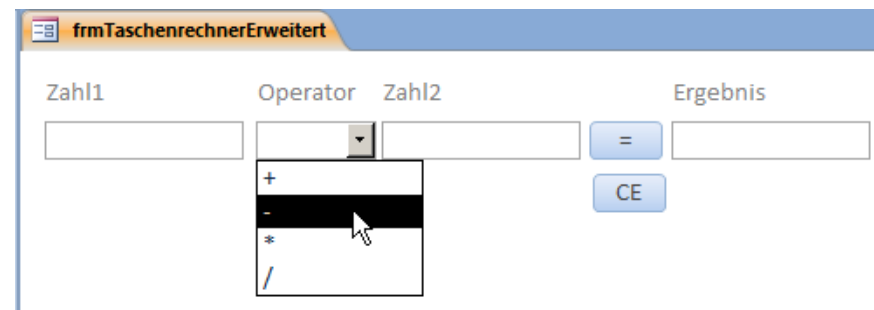 frmTaschenrechnerErweitert
Zahl1 Operator Zahl2 Ergebnis
=
+
CE
-
*
/